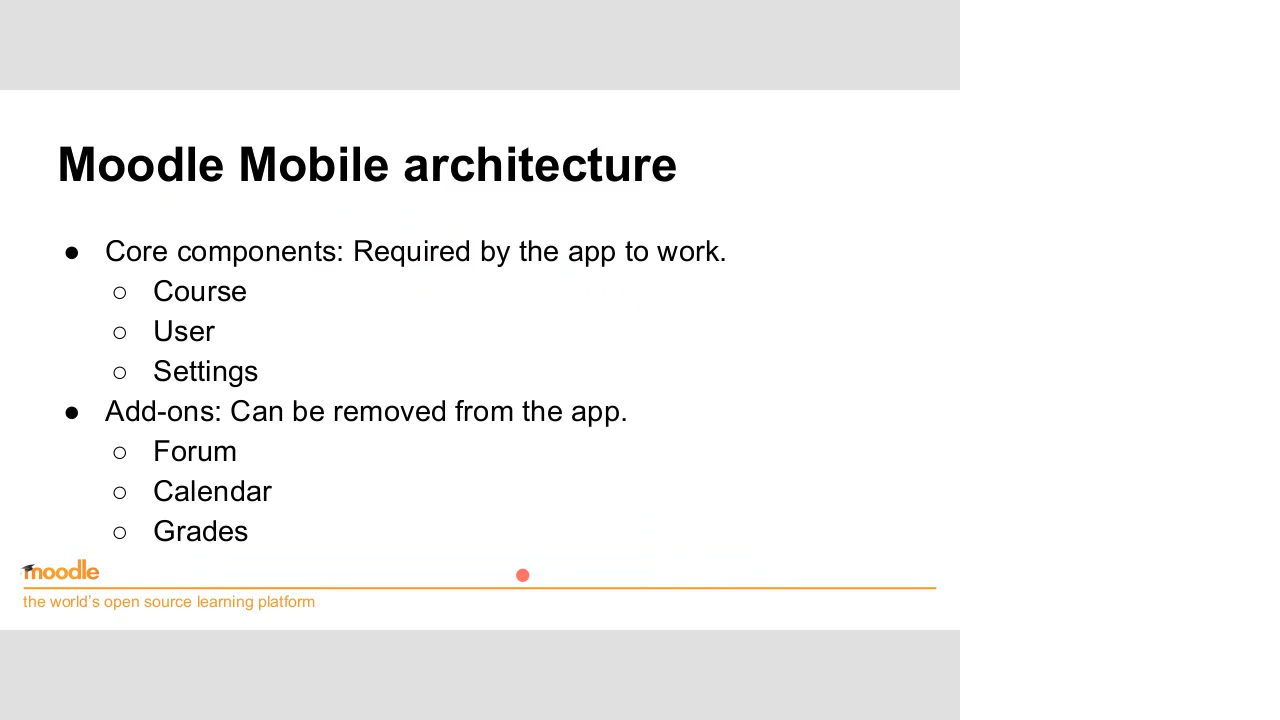 Moodle Mobile architecture
● Core components: Required by the app to work.
○ Course
○ User
○ Settings
● Add-ons: Can be removed from the app.
○ Forum
○ Calendar
○ Grades
moodle
the world's open source learning platform